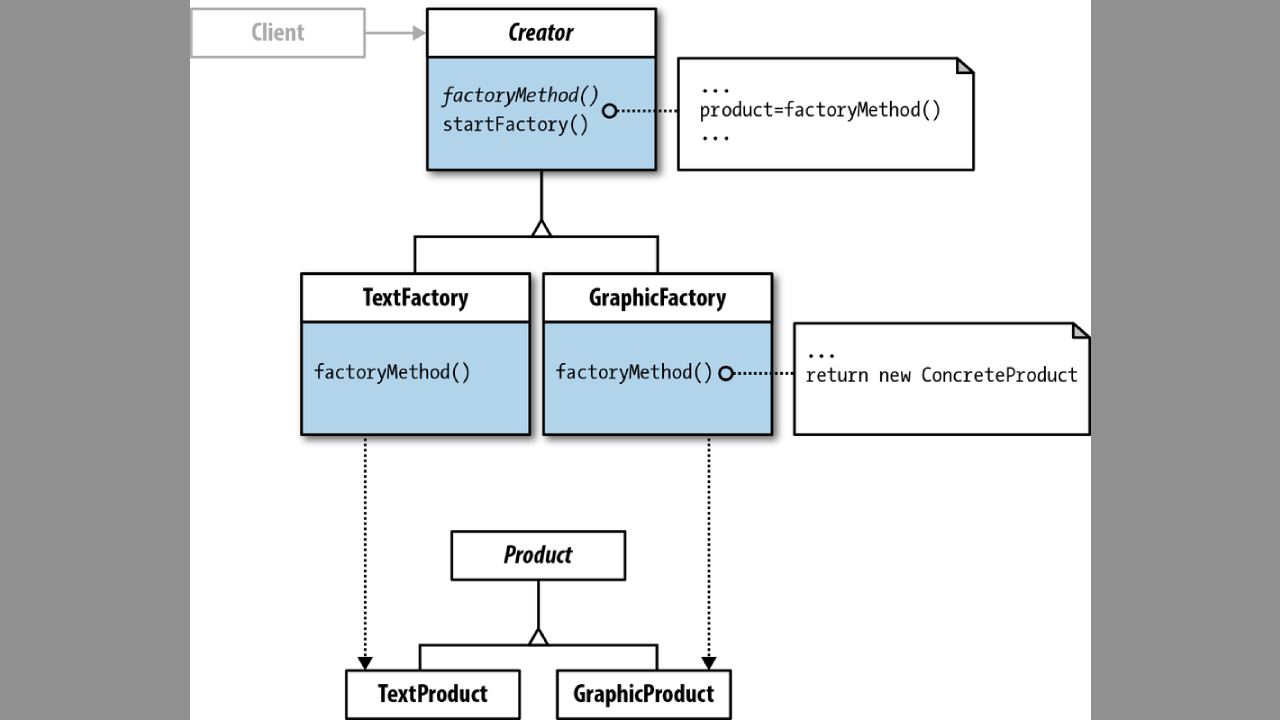 Client
Creator
factoryMethod()
startFactory()
...
product=factoryMethod()
...
TextFactory
GraphicFactory
factoryMethod()
factoryMethod()
...
return new ConcreteProduct
Product
TextProduct
GraphicProduct